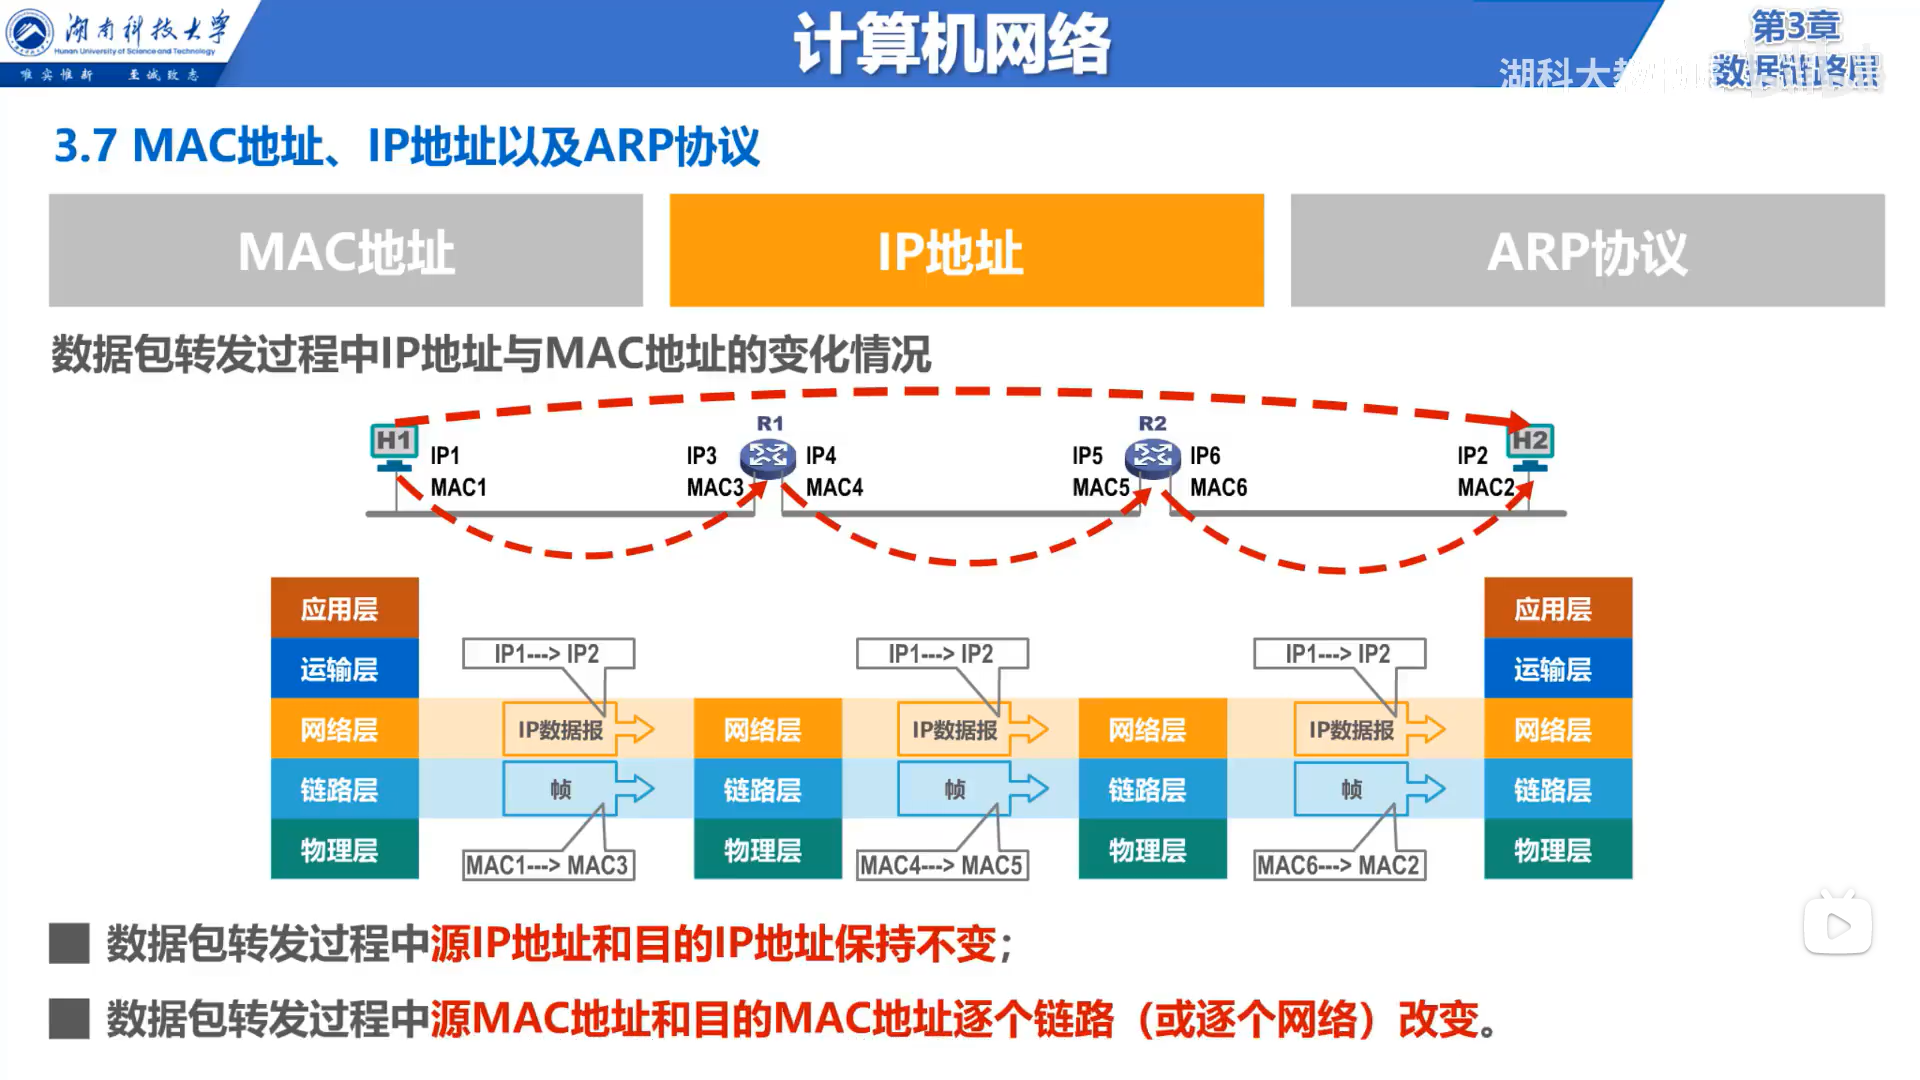 湖南科技大学
Hunan University of Science and Technology
唯实惟新 至诚致志
计算机网络
第3章
数据链路层
湖科大教
3.7 MAC地址、IP地址以及ARP协议
MAC地址
IP地址
ARP协议
数据包转发过程中IP地址与MAC地址的变化情况
H1
IP1
MAC1
R1
IP3
MAC3
IP4
MAC4
R2
IP5
MAC5
IP6
MAC6
H2
IP2
MAC2
应用层
应用层
运输层
IP1---> IP2
IP1---> IP2
IP1---> IP2
运输层
网络层
IP数据报
网络层
IP数据报
网络层
IP数据报
网络层
链路层
帧
链路层
帧
链路层
帧
链路层
物理层
MAC1---> MAC3
物理层
MAC4---> MAC5
物理层
MAC6---> MAC2
物理层
数据包转发过程中源IP地址和目的IP地址保持不变；
数据包转发过程中源MAC地址和目的MAC地址逐个链路（或逐个网络）改变。